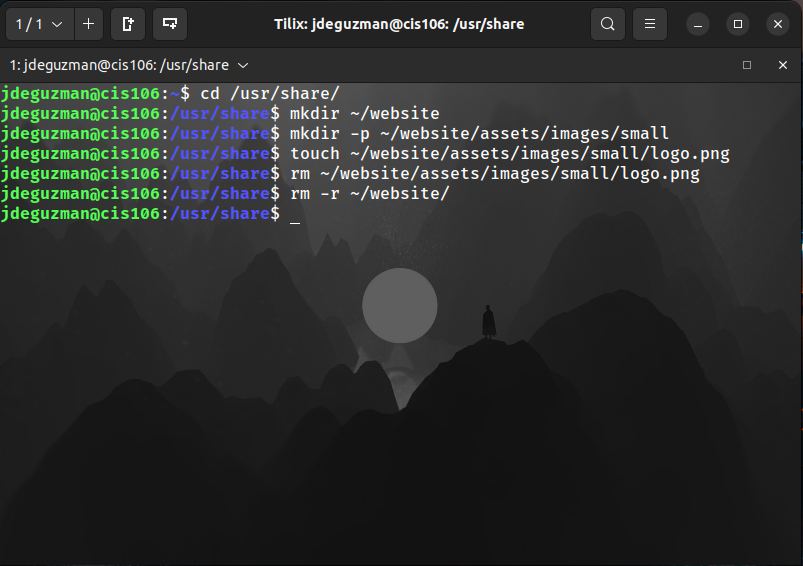 1 / 1
Tilix: jdeguzman@cis106: /usr/share
1: jdeguzman@cis106: /usr/share
jdeguzman@cis106:~$ cd /usr/share/
jdeguzman@cis106:/usr/share$ mkdir ~/website
jdeguzman@cis106:/usr/share$ mkdir -p ~/website/assets/images/small
jdeguzman@cis106:/usr/share$ touch ~/website/assets/images/small/logo.png
jdeguzman@cis106:/usr/share$ rm ~/website/assets/images/small/logo.png
jdeguzman@cis106:/usr/share$ rm -r ~/website/
jdeguzman@cis106:/usr/share$ _